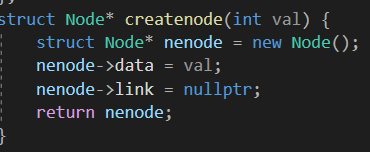 };
struct Node* createnode(int val) {
    struct Node* nenode = new Node();
    nenode->data = val;
    nenode->link = nullptr;
    return nenode;
}